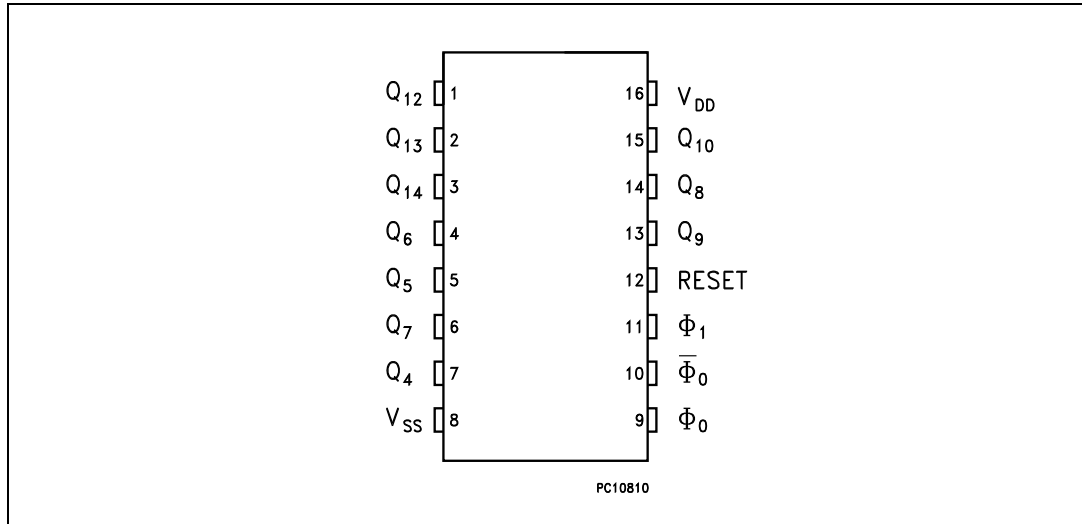 Q12 1 16 VDD
Q13 2 15 Q10
Q14 3 14 Q8
Q6 4 13 Q9
Q5 5 12 RESET
Q7 6 11 Φ1
Q4 7 10 Φ̅0
VSS 8 9 Φ0
PC10810